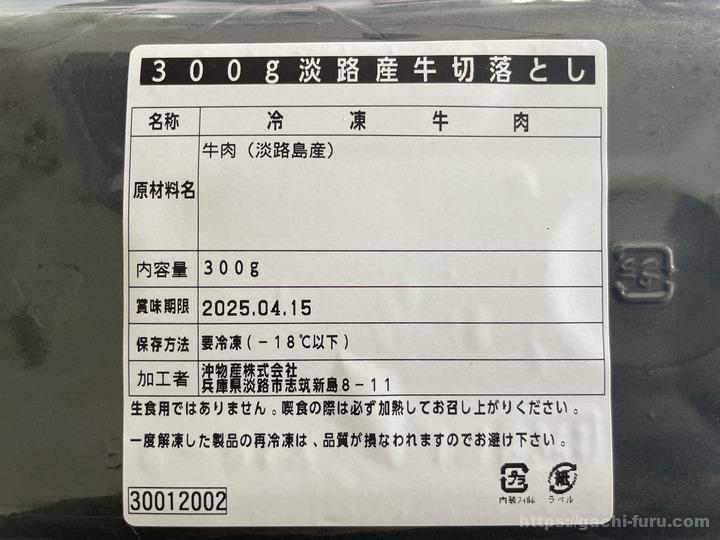 300g淡路産牛切落とし
名称 冷凍牛肉
原材料名 牛肉（淡路島産）
内容量 300g
賞味期限 2025.04.15
保存方法 要冷凍(－18℃以下)
加工者 沖物産株式会社
兵庫県淡路市志筑新島8－11
生食用ではありません。喫食の際は必ず加熱してお召し上がりください。
一度解凍した製品の再冷凍は、品質が損なわれますのでお避け下さい。
プラ 紙
内装フィルム ラベル
30012002
https://gachi-furu.com